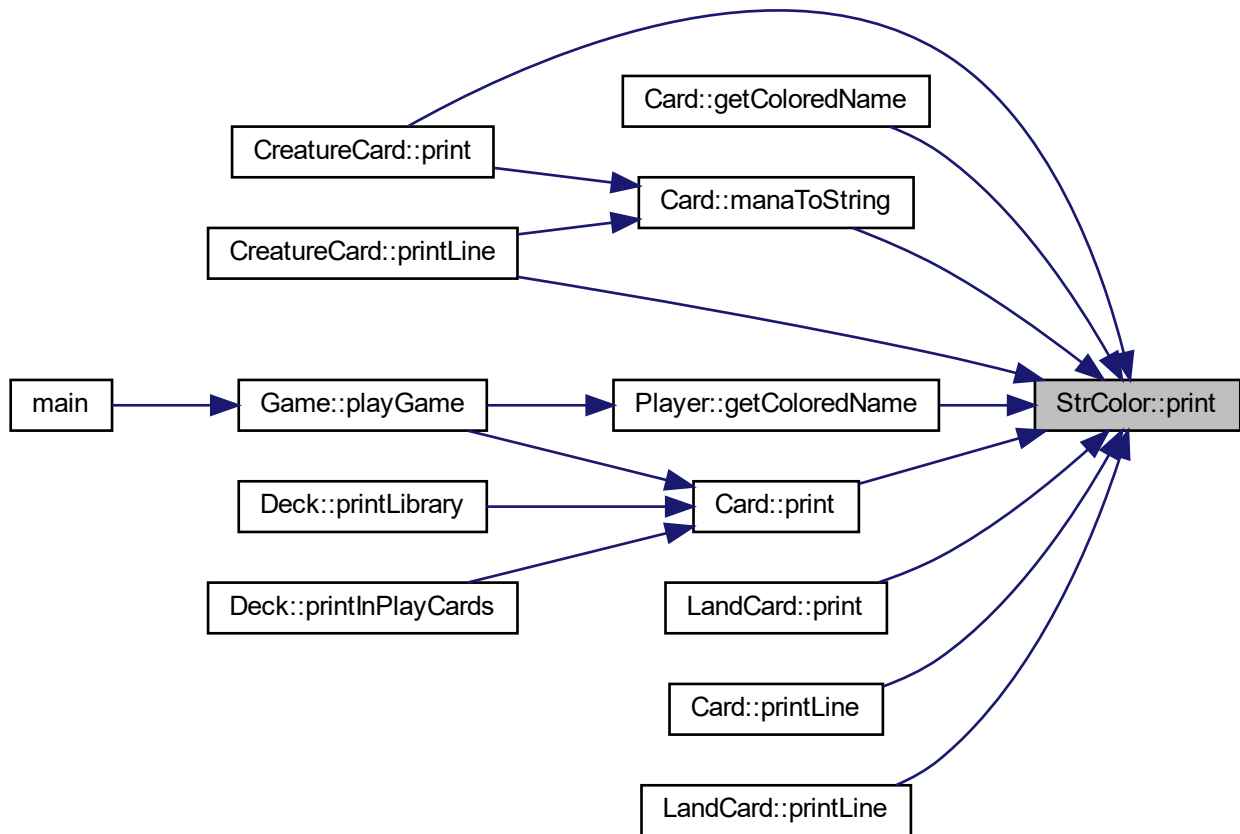 Card::getColoredName
CreatureCard::print
Card::manaToString
CreatureCard::printLine
main
Game::playGame
Player::getColoredName
StrColor::print
Deck::printLibrary
Card::print
Deck::printInPlayCards
LandCard::print
Card::printLine
LandCard::printLine